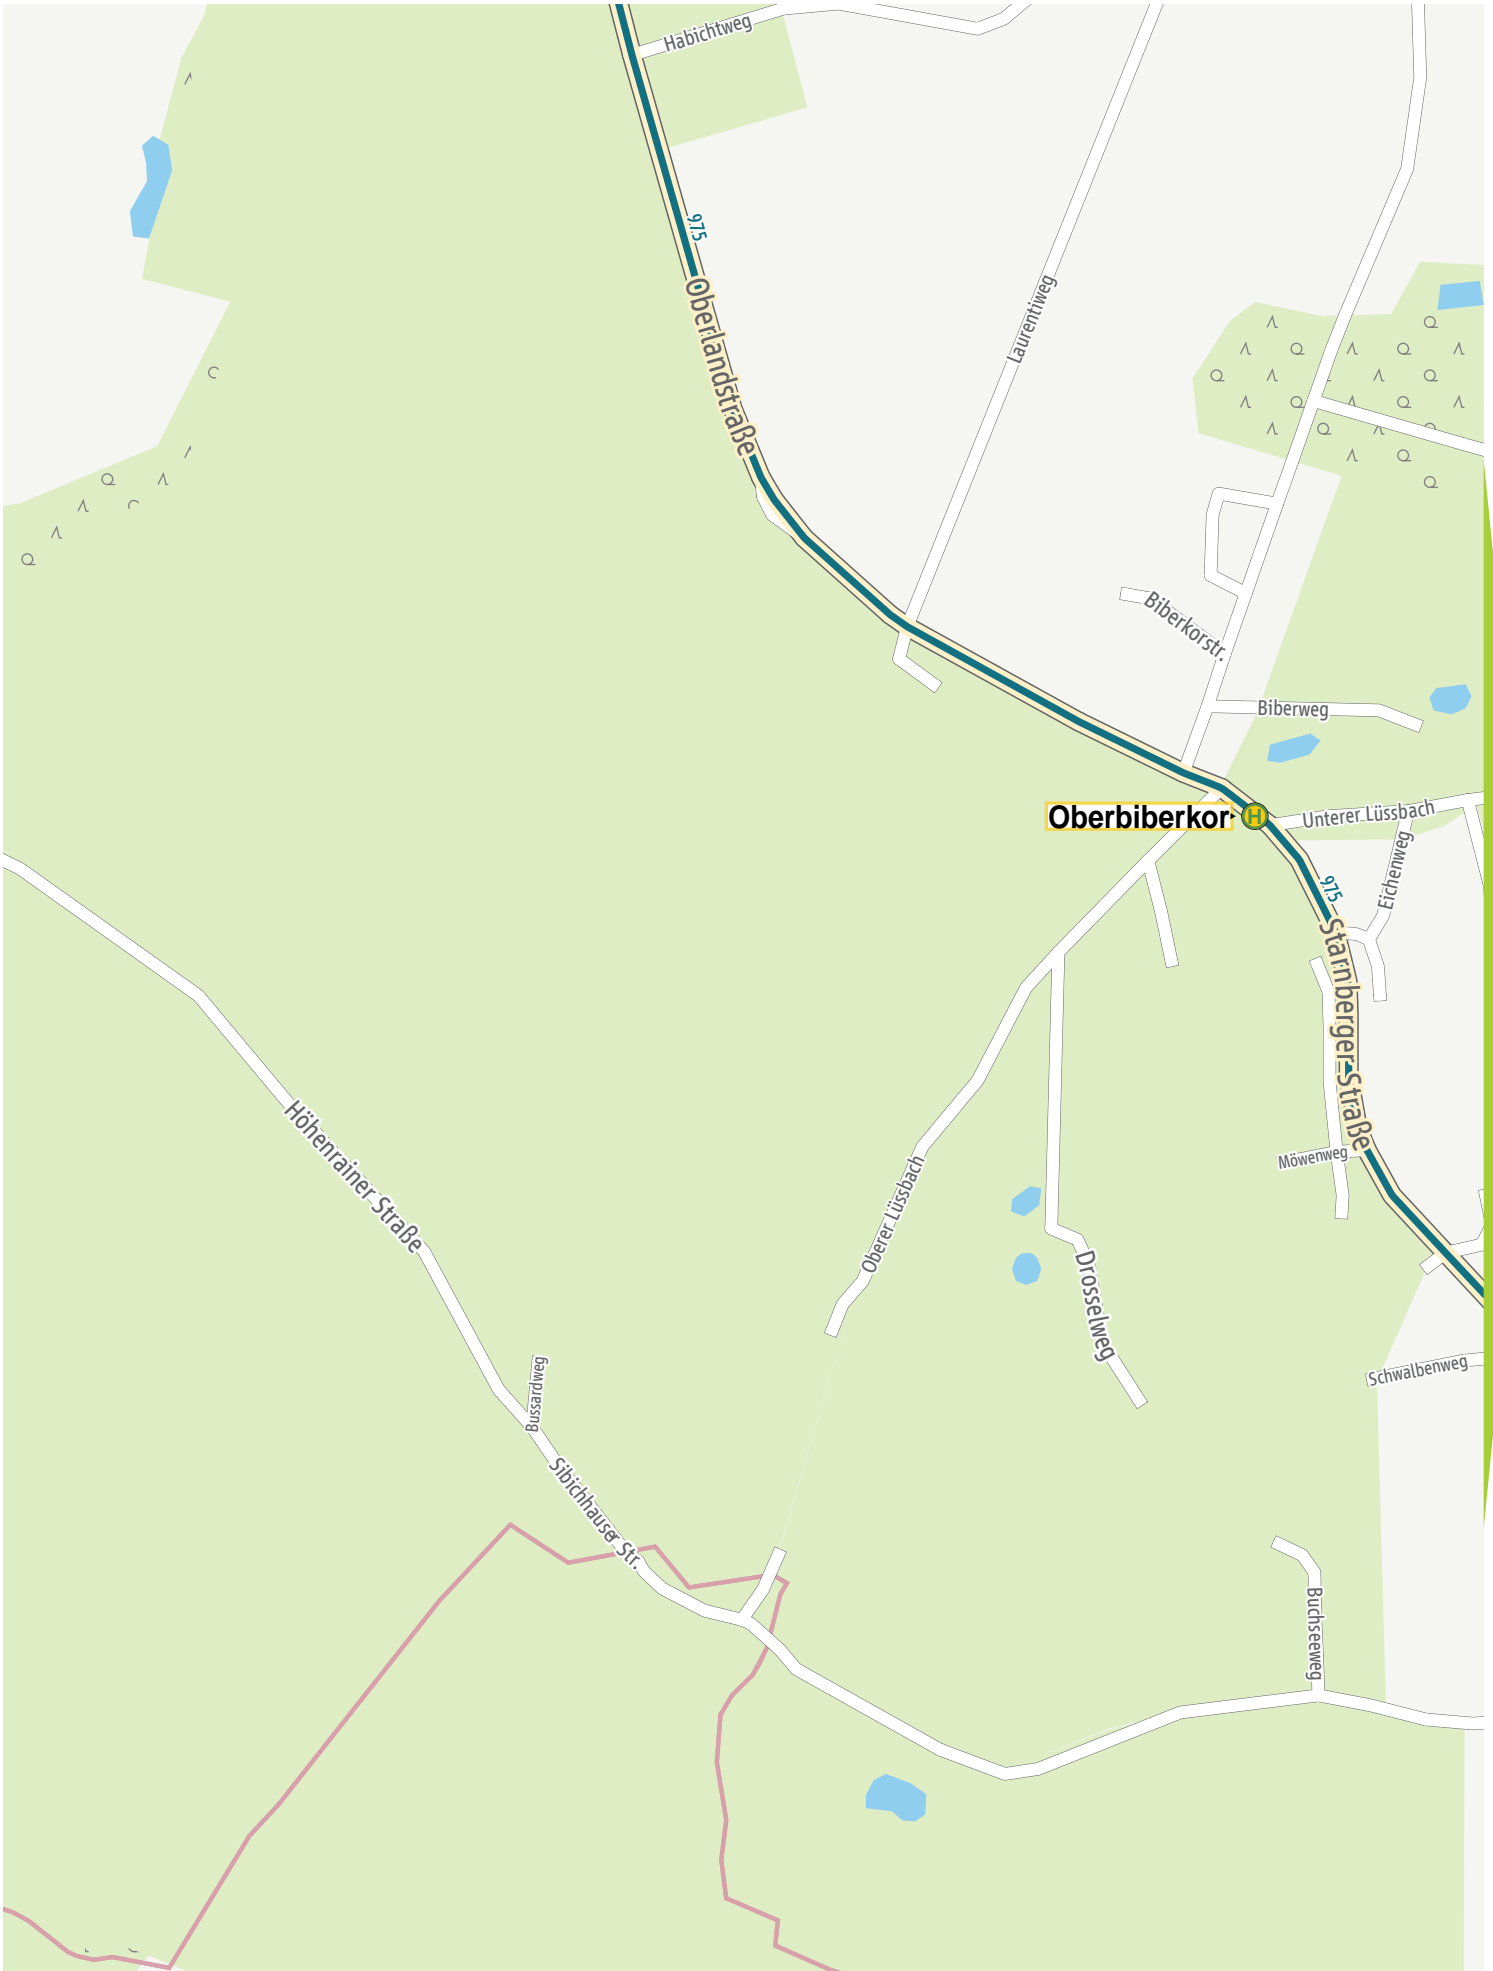 Habichtweg
975
Oberlandstraße
Laurentiweg
Biberkorstr.
Biberweg
Oberbiberkor
H
Unterer Lüssbach
Eichenweg
975
Starnberger Straße
Höhenrainer Straße
Möwenweg
Oberer Lüssbach
Drosselweg
Schwalbenweg
Bussardweg
Sibichhauser Str.
Buchseeweg